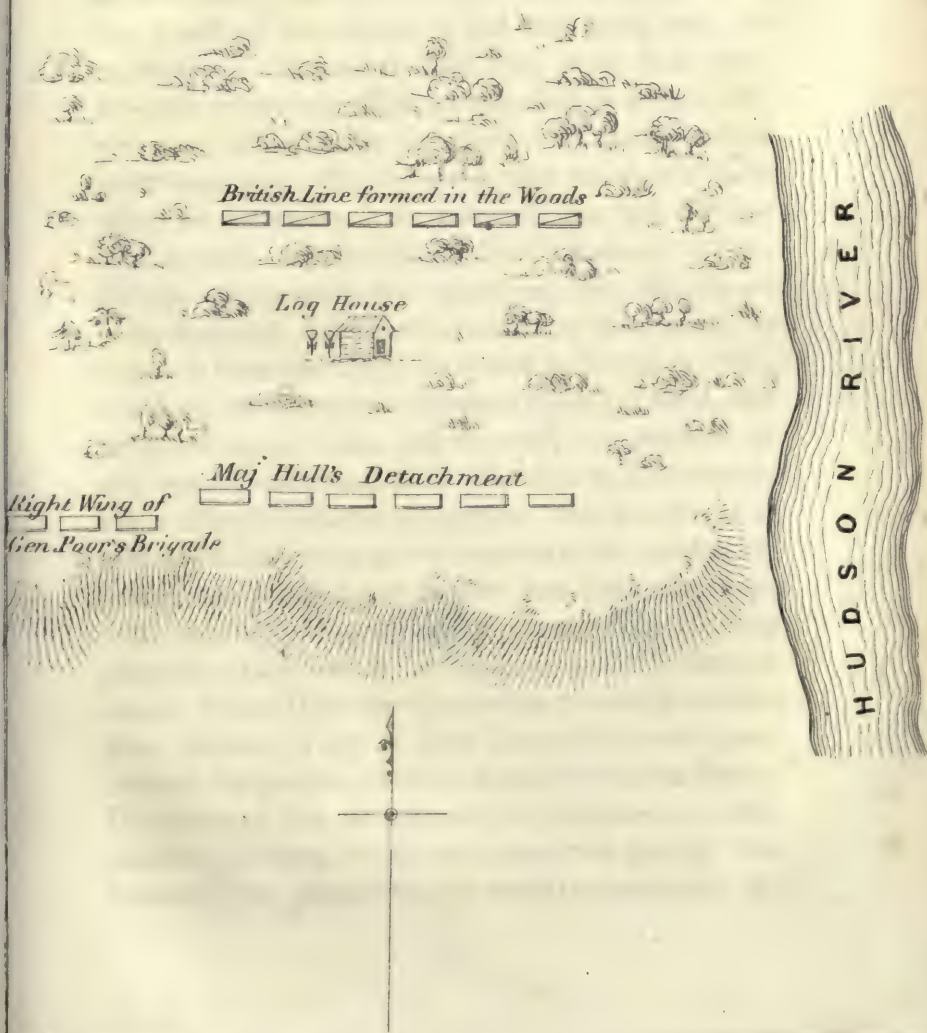 British Line formed in the Woods
Log House
Maj Hull's Detachment
Right Wing of
Gen. Poor's Brigade
HUDSON RIVER